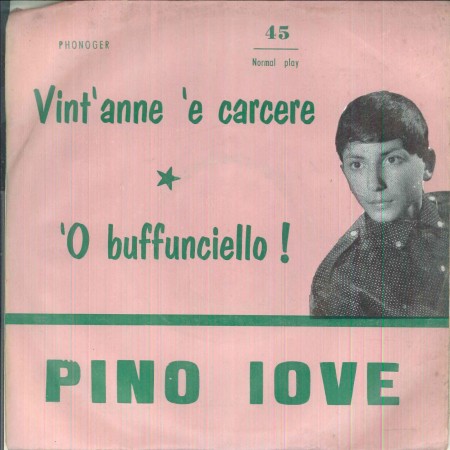 PHONOGER
45
Normal play
Vint'anne 'e carcere
'O buffunciello !
PINO IOVE